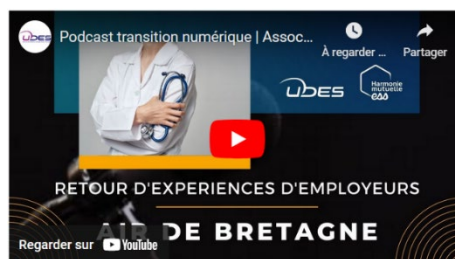 UDES
Podcast transition numérique | Assoc...
À regarder ...
Partager
UDES
Harmonie
mutuelle
ess
RETOUR D'EXPERIENCES D'EMPLOYEURS
AIR DE BRETAGNE
Regarder sur YouTube